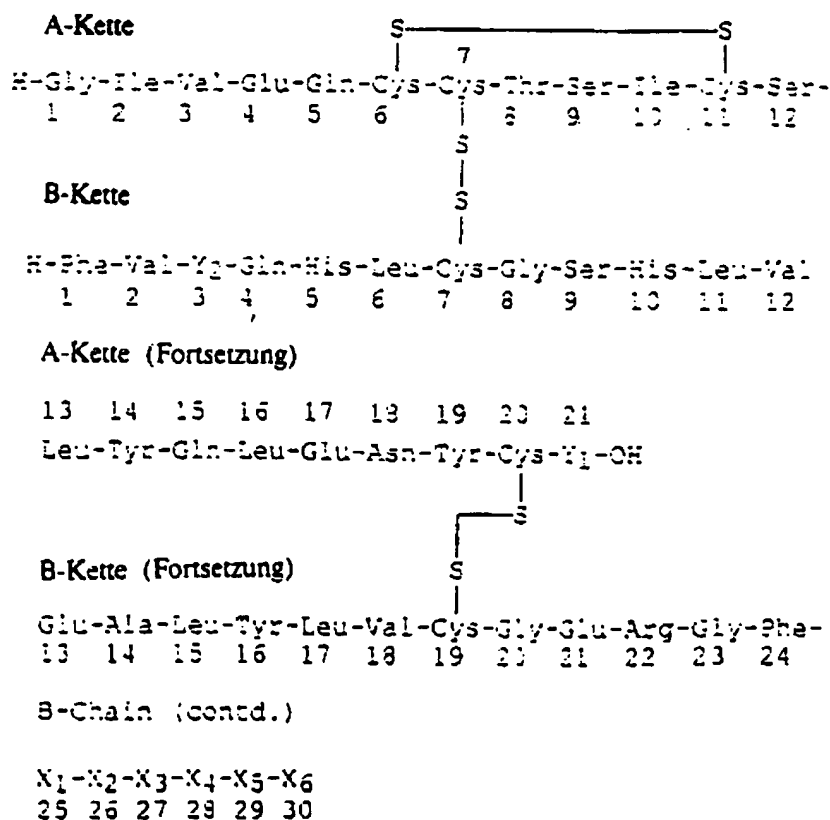 A-Kette
S S
7
H-Gly-Ile-Val-Glu-Gln-Cys-Cys-Thr-Ser-Ile-Cys-Ser-
1 2 3 4 5 6 8 9 10 11 12
S
B-Kette
S
H-Phe-Val-Y2-Gln-His-Leu-Cys-Gly-Ser-His-Leu-Val
1 2 3 4 5 6 7 8 9 10 11 12
A-Kette (Fortsetzung)
13 14 15 16 17 18 19 20 21
Leu-Tyr-Gln-Leu-Glu-Asn-Tyr-Cys-Y1-OH
S
S
B-Kette (Fortsetzung)
Glu-Ala-Leu-Tyr-Leu-Val-Cys-Gly-Glu-Arg-Gly-Phe-
13 14 15 16 17 18 19 20 21 22 23 24
B-Chain (contd.)
X1-X2-X3-X4-X5-X6
25 26 27 28 29 30